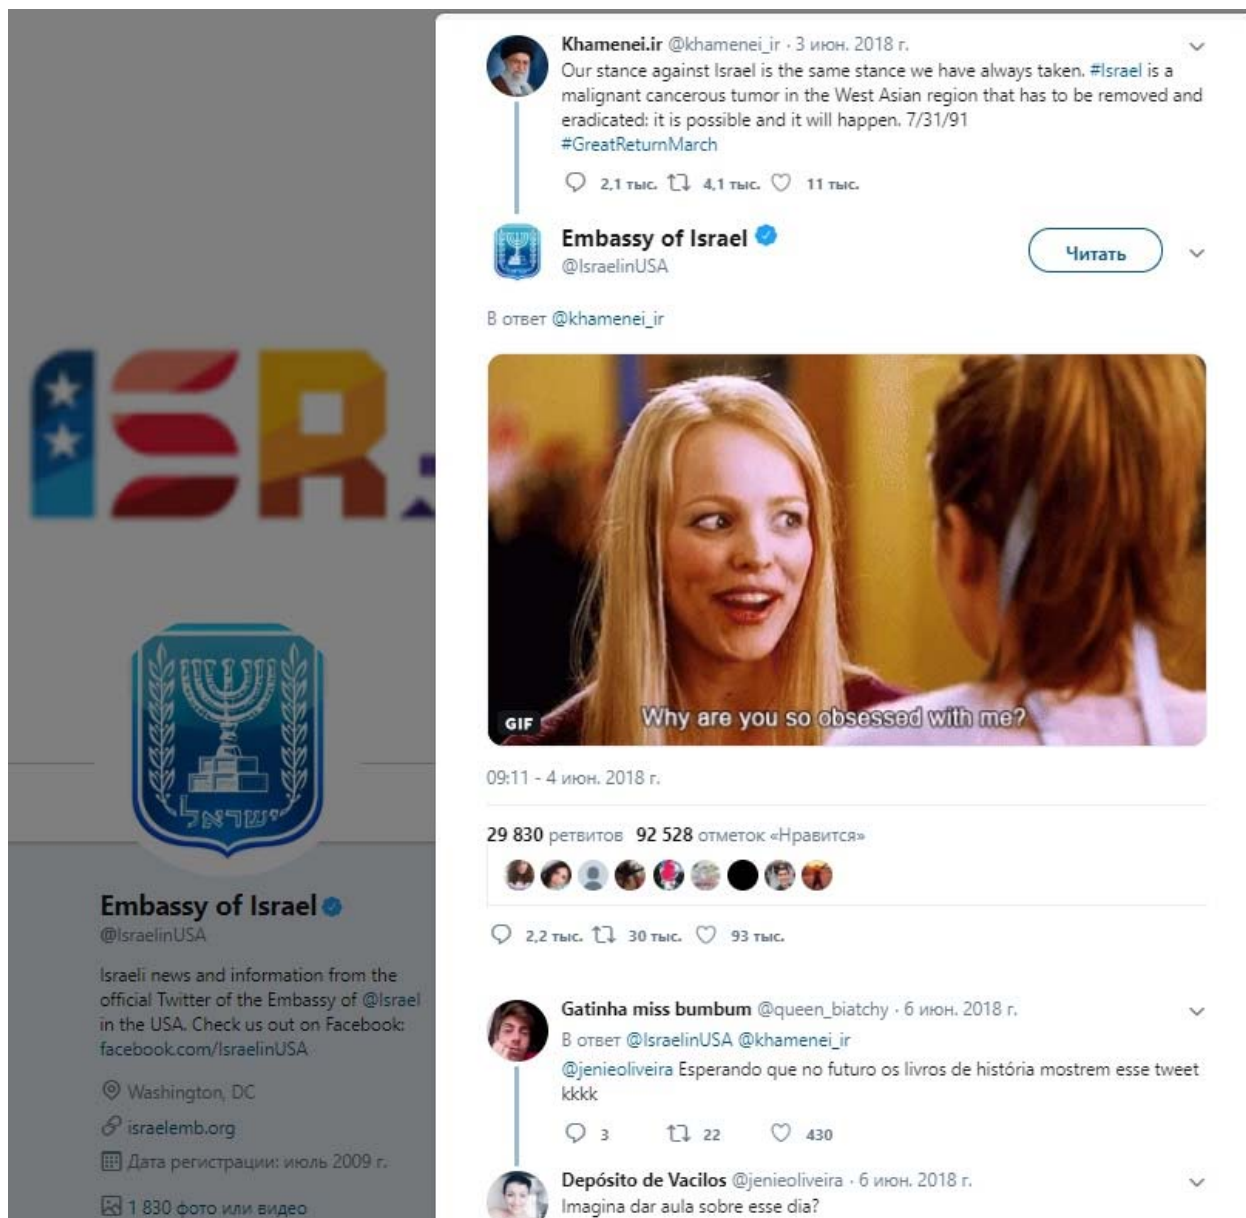 Khamenei.ir @khamenei_ir · 3 июн. 2018 г.
Our stance against Israel is the same stance we have always taken. #Israel is a
malignant cancerous tumor in the West Asian region that has to be removed and
eradicated: it is possible and it will happen. 7/31/91
#GreatReturnMarch
2,1 тыс. 4,1 тыс. 11 тыс.
Embassy of Israel
@IsraelinUSA
Читать
В ответ @khamenei_ir
Why are you so obsessed with me?
GIF
09:11 - 4 июн. 2018 г.
29 830 ретвитов 92 528 отметок «Нравится»
2,2 тыс. 30 тыс. 93 тыс.
Gatinha miss bumbum @queen_biatchy · 6 июн. 2018 г.
В ответ @IsraelinUSA @khamenei_ir
@jenieoliveira Esperando que no futuro os livros de história mostrem esse tweet
kkkk
3 22 430
Depósito de Vacilos @jenieoliveira · 6 июн. 2018 г.
Imagina dar aula sobre esse dia?
ISR
ישראל
Embassy of Israel
@IsraelinUSA
Israeli news and information from the
official Twitter of the Embassy of @Israel
in the USA. Check us out on Facebook:
facebook.com/IsraelinUSA
Washington, DC
israelemb.org
Дата регистрации: июль 2009 г.
1 830 фото или видео